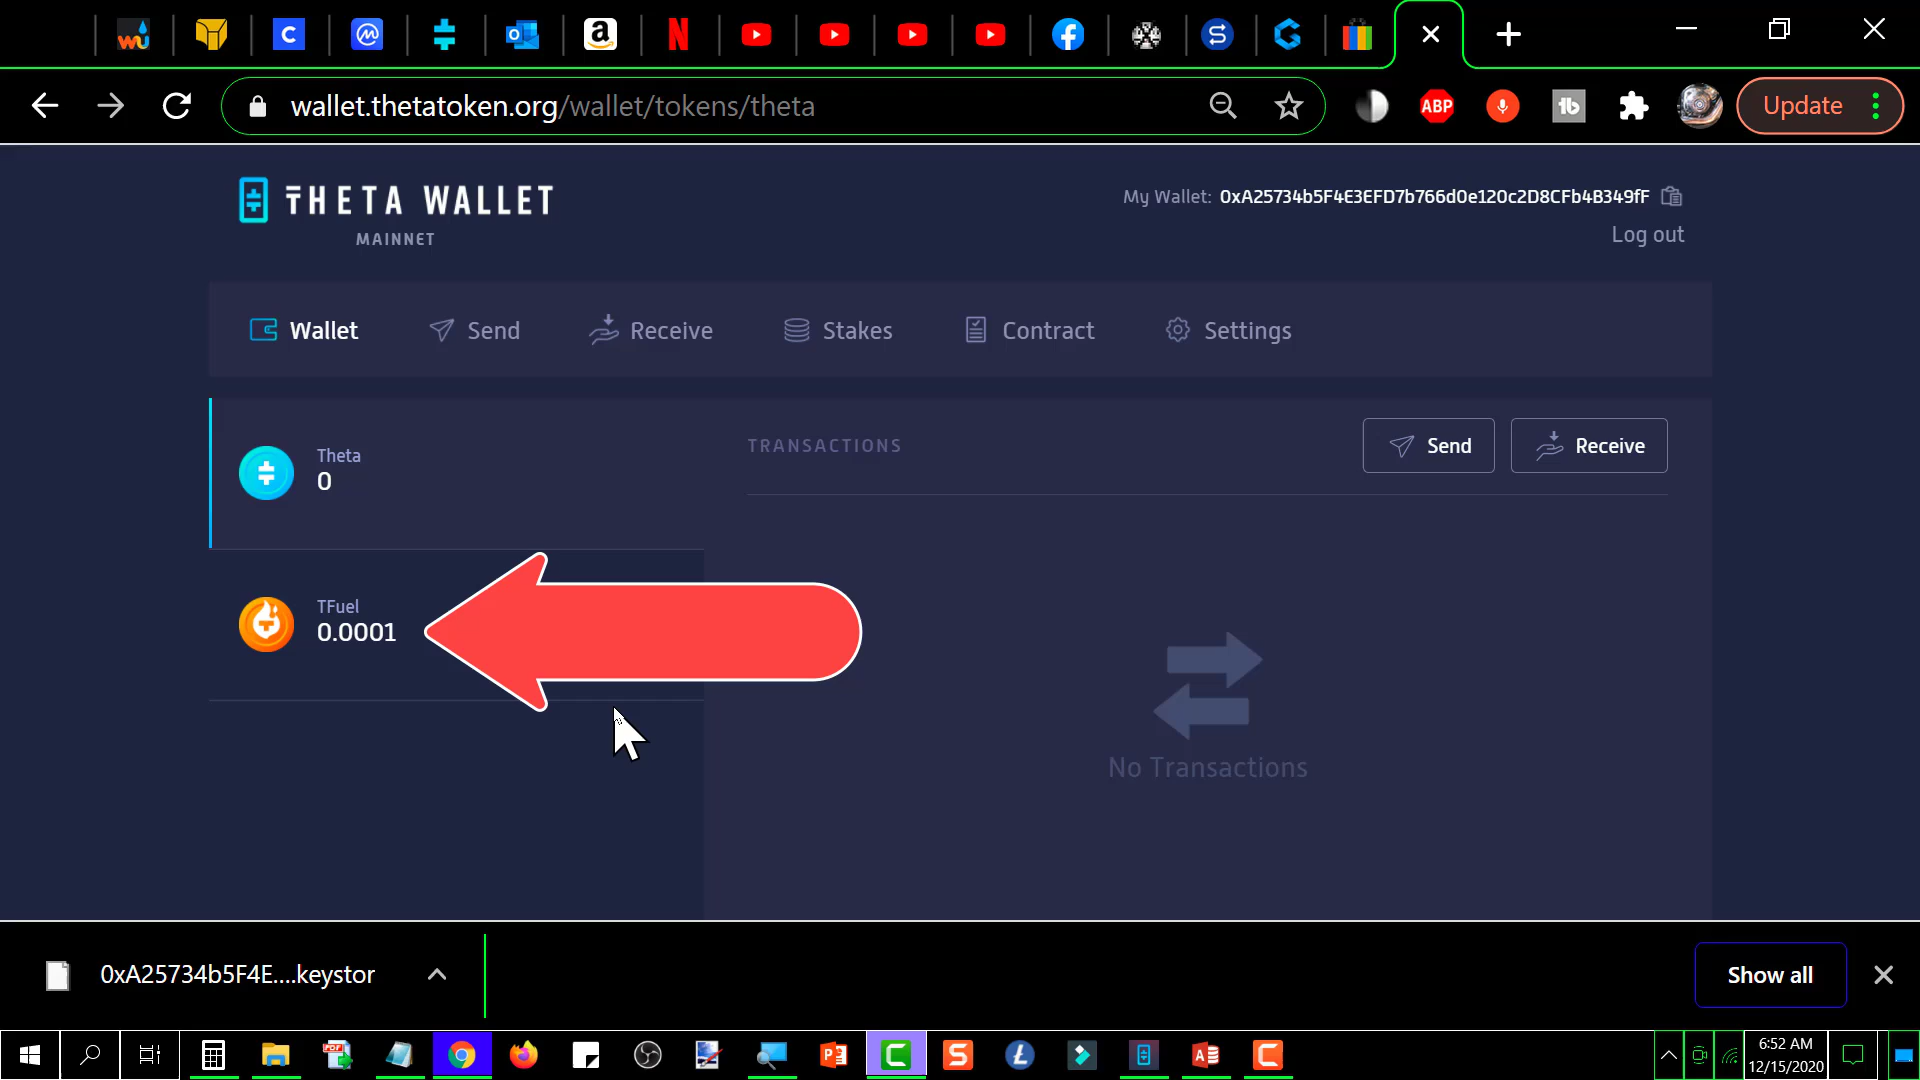 wallet.thetatoken.org/wallet/tokens/theta
ABP
Update
THETA WALLET
MAINNET
My Wallet: 0xA25734b5F4E3EFD7b766d0e120c2D8CFb4B349fF
Log out
Wallet
Send
Receive
Stakes
Contract
Settings
Theta
0
TRANSACTIONS
Send
Receive
TFuel
0.0001
No Transactions
0xA25734b5F4E....keystor
Show all
6:52 AM
12/15/2020